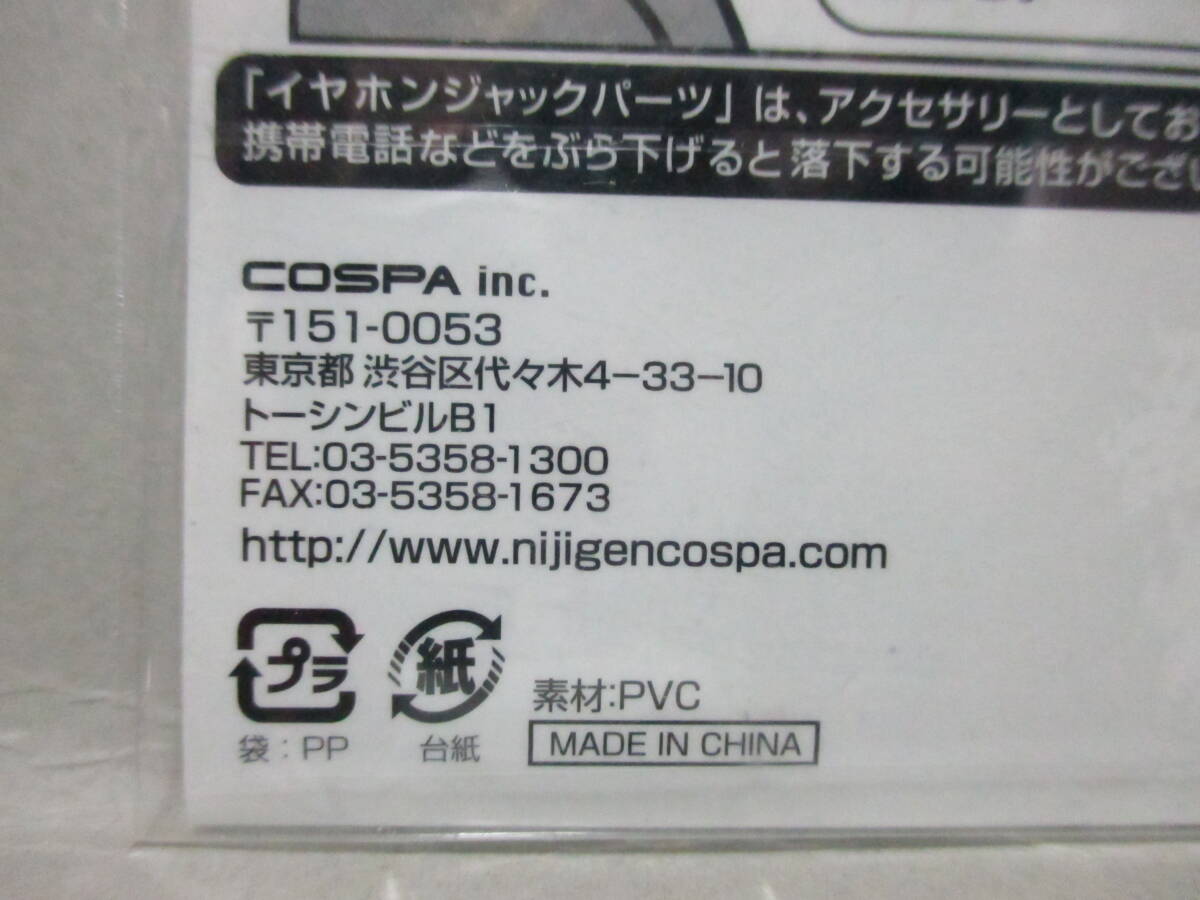 「イヤホンジャックパーツ」は、アクセサリーとしてお
携帯電話などをぶら下げると落下する可能性がござい
COSPA inc.
〒151-0053
東京都 渋谷区代々木4-33-10
トーシンビルB1
TEL:03-5358-1300
FAX:03-5358-1673
http://www.nijigencospa.com
プラ
紙
袋:PP
台紙
素材:PVC
MADE IN CHINA